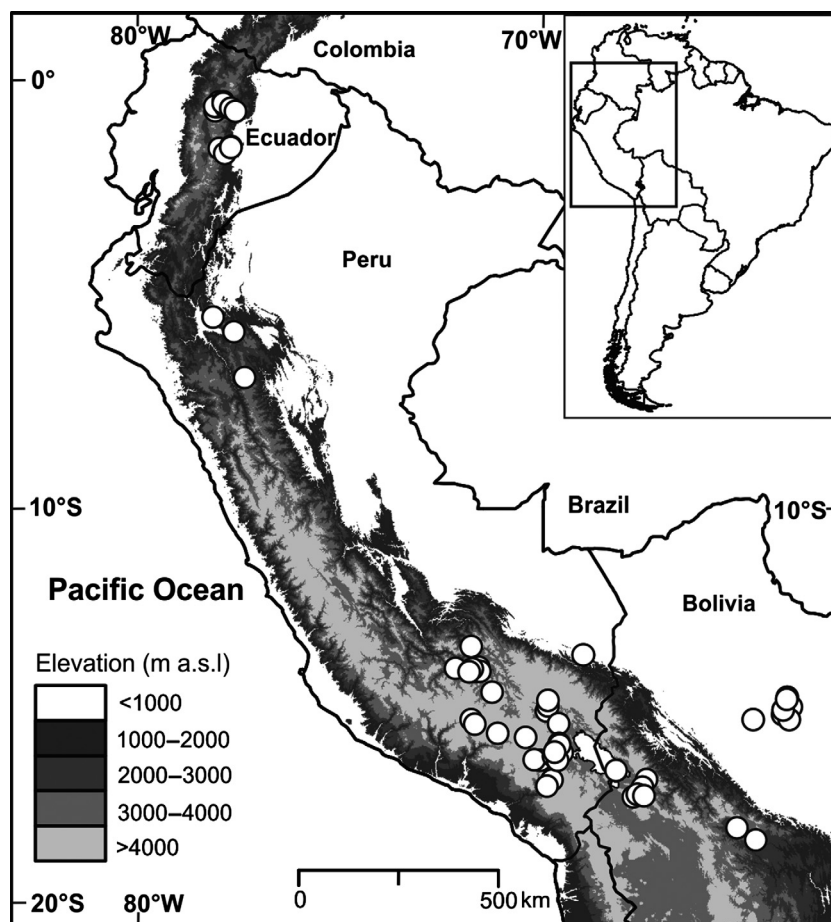 80°W
70°W
Colombia
0°
Ecuador
Peru
10°S
10°S
Brazil
Pacific Ocean
Bolivia
Elevation (m a.s.l)
<1000
1000–2000
2000–3000
3000–4000
>4000
0
500 km
20°S
80°W